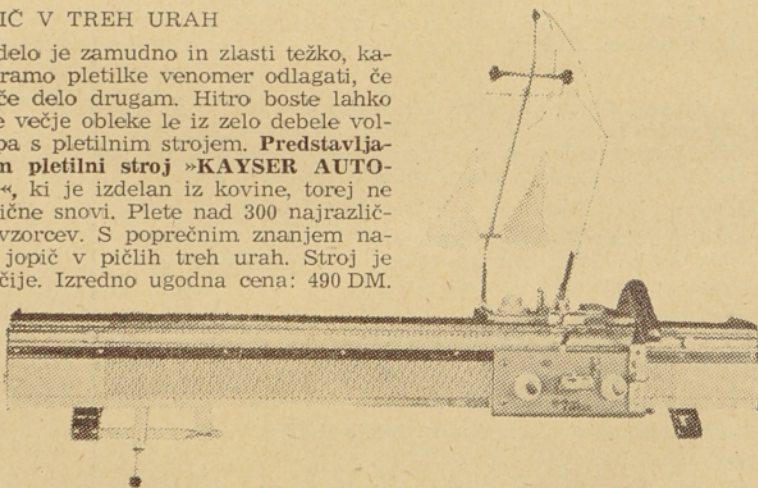 IČ V TREH URAH
delo je zamudno in zlasti težko, ka-
ramo pletilke venomer odlagati, če
če delo drugam. Hitro boste lahko
e večje obleke le iz zelo debele vol-
pa s pletilnim strojem. Predstavlja-
m pletilni stroj »KAYSER AUTO-
«, ki je izdelan iz kovine, torej ne
ične snovi. Plete nad 300 najrazlič-
vzorcev. S poprečnim znanjem na-
jopič v pičlih treh urah. Stroj je
čije. Izredno ugodna cena: 490 DM.